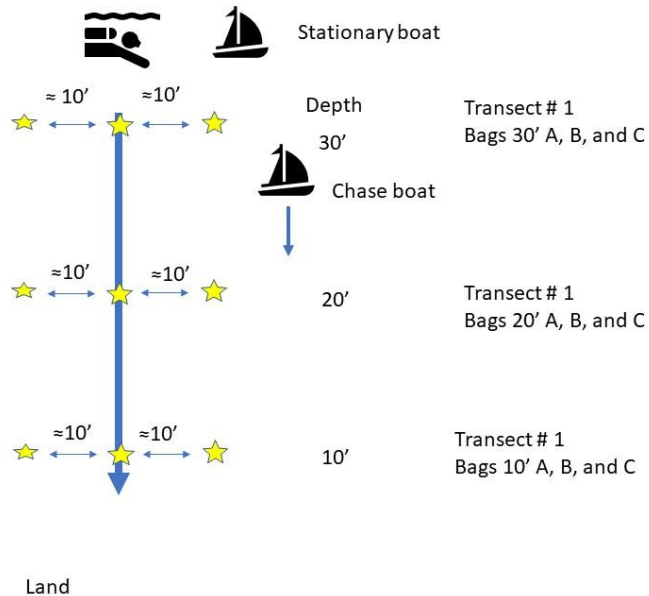 Stationary boat
≈ 10’ ≈10’
Depth
30’
Transect # 1
Bags 30’ A, B, and C
Chase boat
≈10’ ≈10’
20’
Transect # 1
Bags 20’ A, B, and C
≈10’ ≈10’
10’
Transect # 1
Bags 10’ A, B, and C
Land